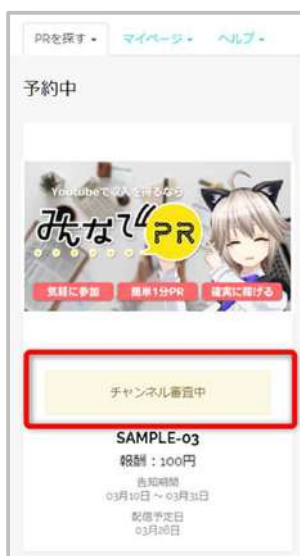 PRを探す
マイページ
ヘルプ
予約中
Youtubeで収入を得るなら
みんなでPR
気軽に参加
簡単1分PR
確実に稼げる
チャンネル審査中
SAMPLE-03
報酬：100円
告知期間
03月10日 ～ 03月31日
配信予定日
03月26日